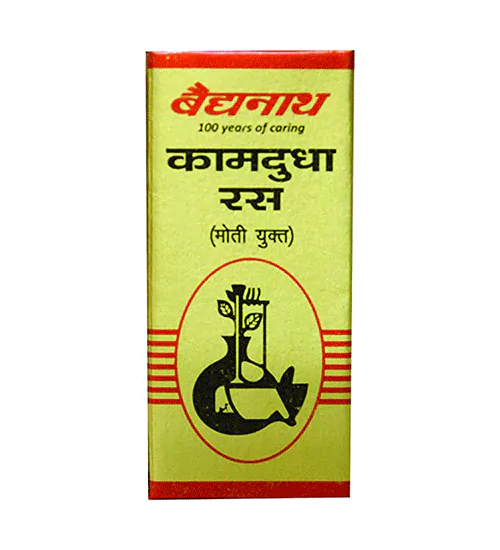 बैद्यनाथ
100 years of caring
कामदुधा
रस
(मोती युक्त)